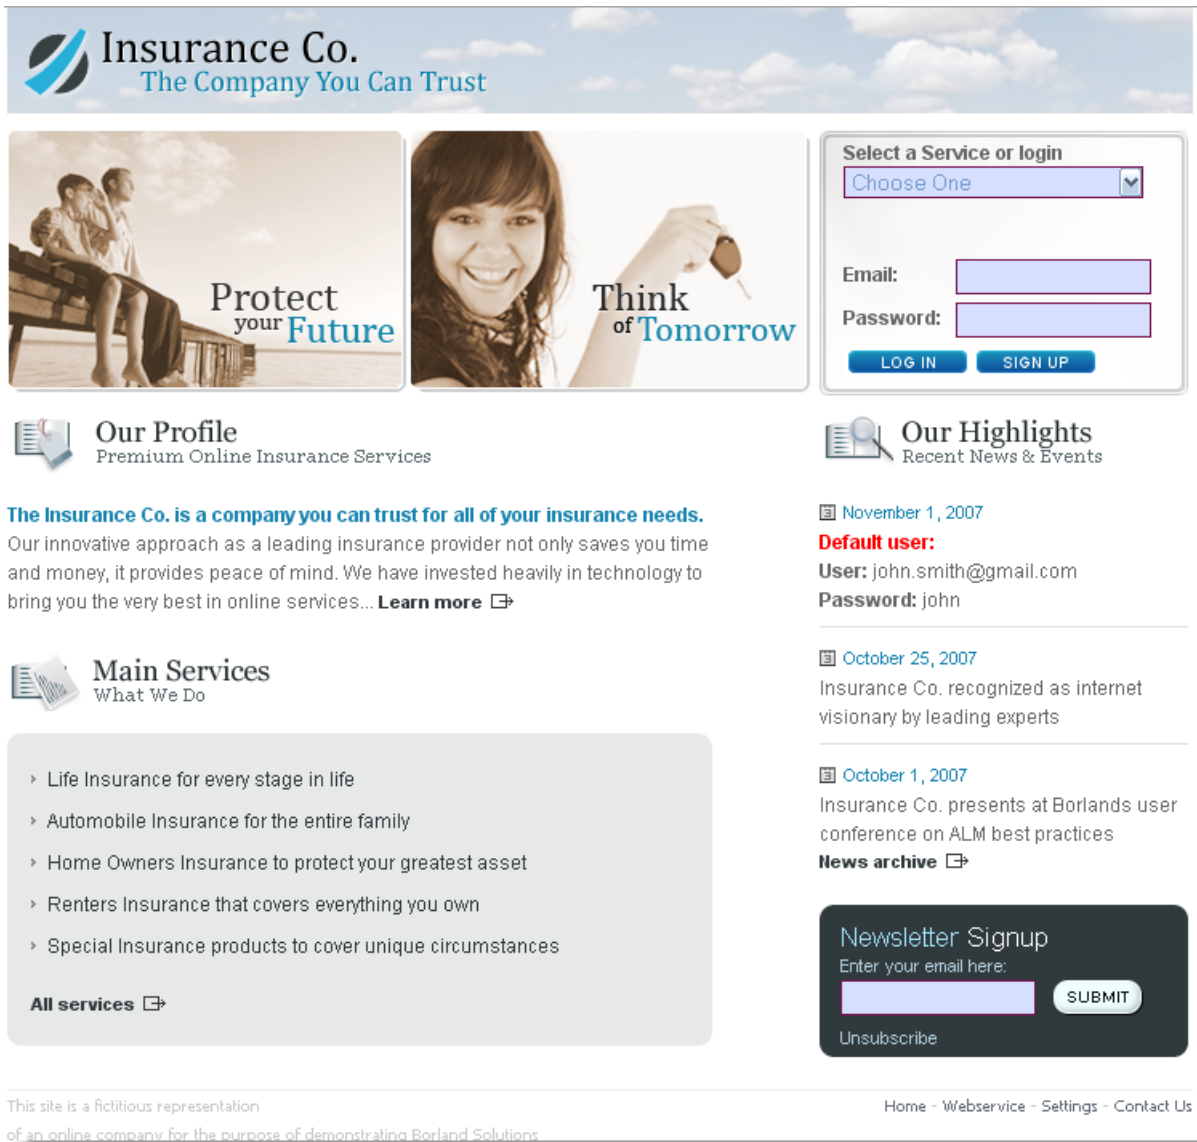 Insurance Co.
The Company You Can Trust
Protect
your Future
Think
of Tomorrow
Select a Service or login
Choose One
Email:
Password:
LOG IN
SIGN UP
Our Profile
Premium Online Insurance Services
The Insurance Co. is a company you can trust for all of your insurance needs.
Our innovative approach as a leading insurance provider not only saves you time
and money, it provides peace of mind. We have invested heavily in technology to
bring you the very best in online services... Learn more
Main Services
What We Do
Life Insurance for every stage in life
Automobile Insurance for the entire family
Home Owners Insurance to protect your greatest asset
Renters Insurance that covers everything you own
Special Insurance products to cover unique circumstances
All services
Our Highlights
Recent News & Events
November 1, 2007
Default user:
User: john.smith@gmail.com
Password: john
October 25, 2007
Insurance Co. recognized as internet
visionary by leading experts
October 1, 2007
Insurance Co. presents at Borlands user
conference on ALM best practices
News archive
Newsletter Signup
Enter your email here:
SUBMIT
Unsubscribe
This site is a fictitious representation
of an online company for the purpose of demonstrating Borland Solutions
Home - Webservice - Settings - Contact Us